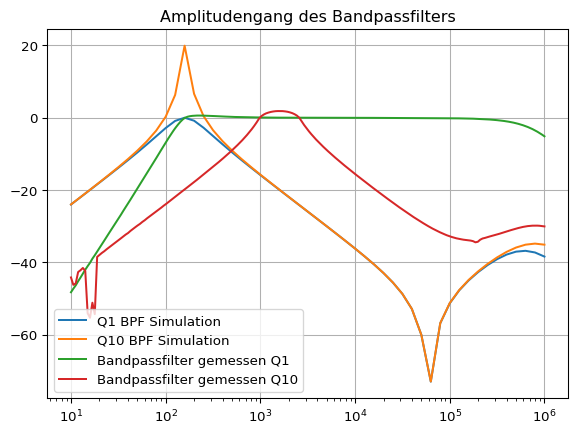 Amplitudengang des Bandpassfilters
20
0
−20
−40
−60
Q1 BPF Simulation
Q10 BPF Simulation
Bandpassfilter gemessen Q1
Bandpassfilter gemessen Q10
10¹ 10² 10³ 10⁴ 10⁵ 10⁶